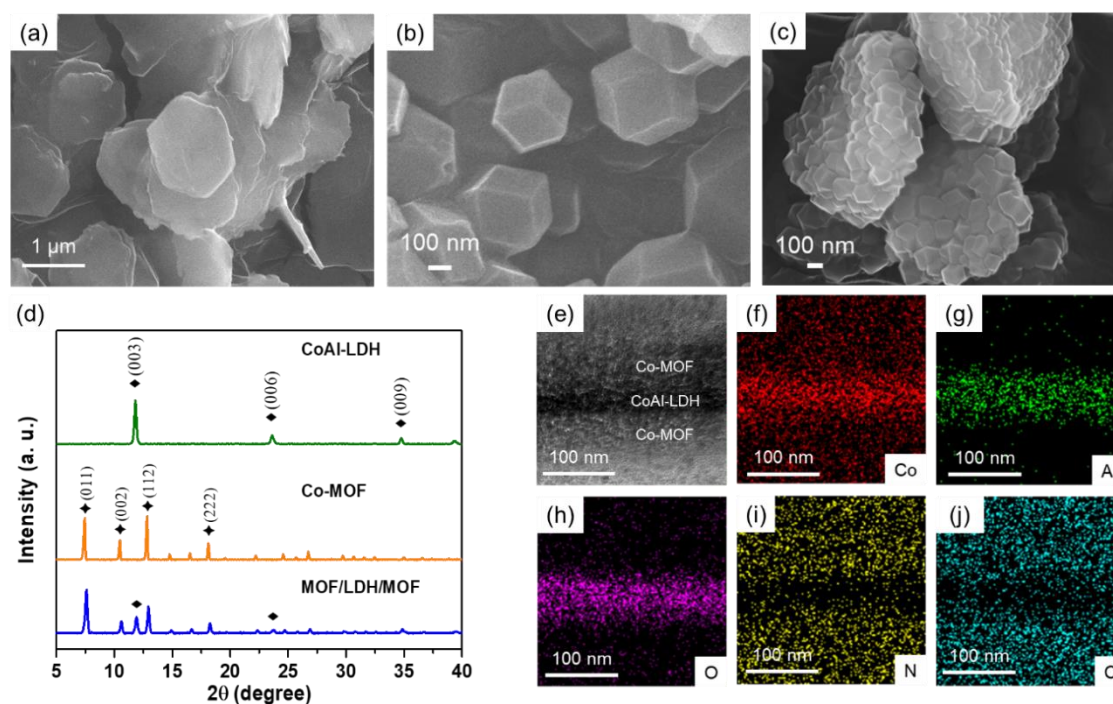 (a)
1 µm
(b)
100 nm
(c)
100 nm
(d)
CoAl-LDH
(003)
(006)
(009)
Co-MOF
(011)
(002)
(112)
(222)
MOF/LDH/MOF
Intensity (a. u.)
5 10 15 20 25 30 35 40
2θ (degree)
(e)
Co-MOF
CoAl-LDH
Co-MOF
100 nm
(f)
100 nm
Co
(g)
100 nm
A
(h)
100 nm
O
(i)
100 nm
N
(j)
100 nm